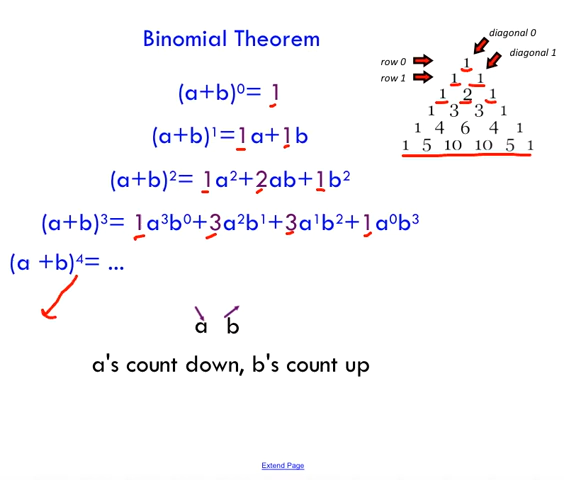 Binomial Theorem
(a+b)⁰= 1
(a+b)¹=1a+1b
(a+b)²= 1a²+2ab+1b²
(a+b)³= 1a³b⁰+3a²b¹+3a¹b²+1a⁰b³
(a +b)⁴= ...
a b
a's count down, b's count up
diagonal 0
diagonal 1
row 0
row 1
1
1 1
1 2 1
1 3 3 1
1 4 6 4 1
1 5 10 10 5 1
Extend Page